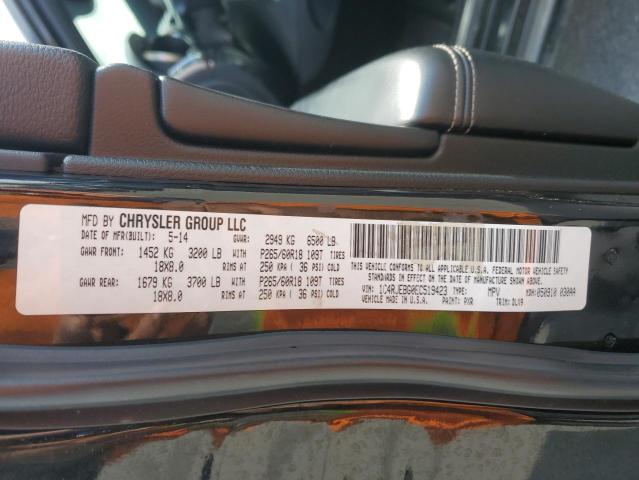 MFD BY CHRYSLER GROUP LLC
DATE OF MFR(BUILT): 5-14 GVWR: 2949 KG 6500 LB
GAWR FRONT: 1452 KG 3200 LB P265/60R18 109T TIRES
18X8.0 RIMS AT 250 KPA ( 36 PSI) COLD
GAWR REAR: 1679 KG 3700 LB P265/60R18 109T TIRES
18X8.0 RIMS AT 250 KPA ( 36 PSI) COLD
THIS VEHICLE CONFORMS TO ALL APPLICABLE U.S.A. FEDERAL MOTOR VEHICLE SAFETY
STANDARDS IN EFFECT ON THE DATE OF MANUFACTURE SHOWN ABOVE.
VIN: 1C4RJEBG0EC519423 TYPE: MPV MDH: 050910 030AA
VEHICLE MADE IN U.S.A. PAINT: PXR TRIM: DLX9